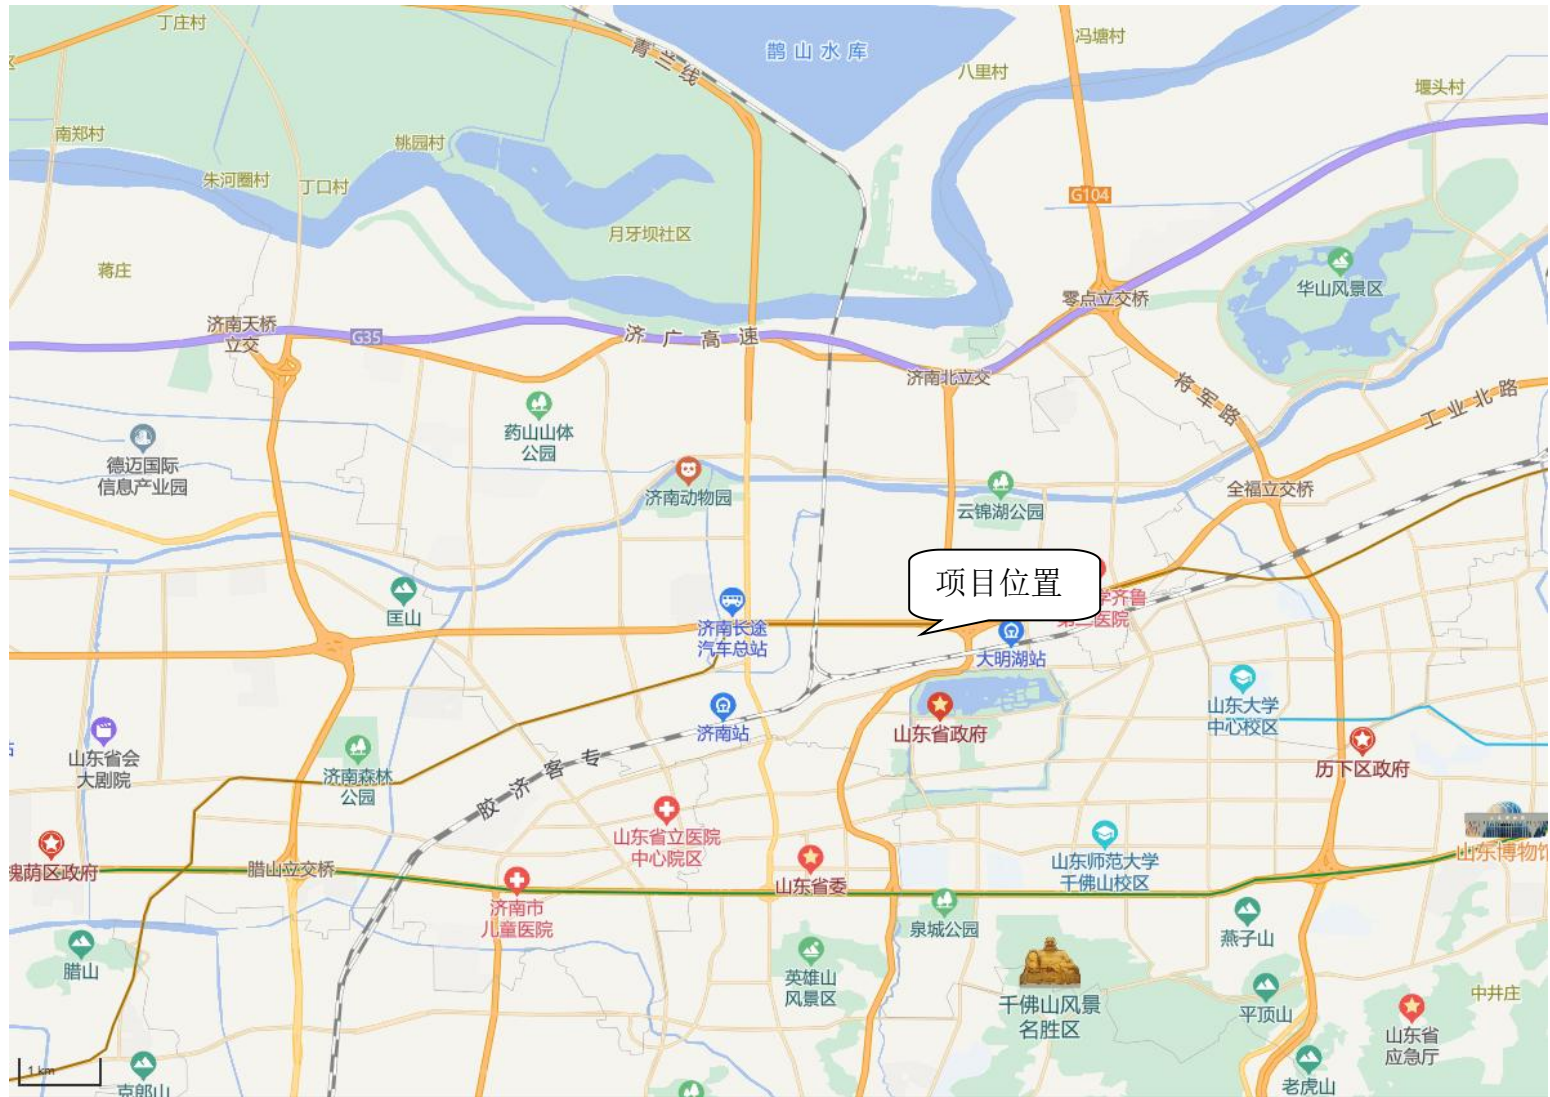 丁庄村
冯塘村
鹊山水库
青兰线
八里村
堰头村
南郑村
桃园村
朱河圈村
丁口村
G104
月牙坝社区
蒋庄
华山风景区
零点立交桥
济南天桥
立交
G35
济广高速
济南北立交
将军路
工业北路
药山山体
公园
德迈国际
信息产业园
济南动物园
云锦湖公园
全福立交桥
项目位置
匡山
学齐鲁
医院
济南长途
汽车总站
大明湖站
山东大学
中心校区
济南站
山东省政府
山东省会
大剧院
济南森林
公园
胶济客专
历下区政府
山东省立医院
中心院区
山东师范大学
千佛山校区
山东博物馆
槐荫区政府
腊山立交桥
山东省委
济南市
儿童医院
泉城公园
燕子山
腊山
英雄山
风景区
千佛山风景
名胜区
平顶山
中井庄
山东省
应急厅
1 km
老虎山